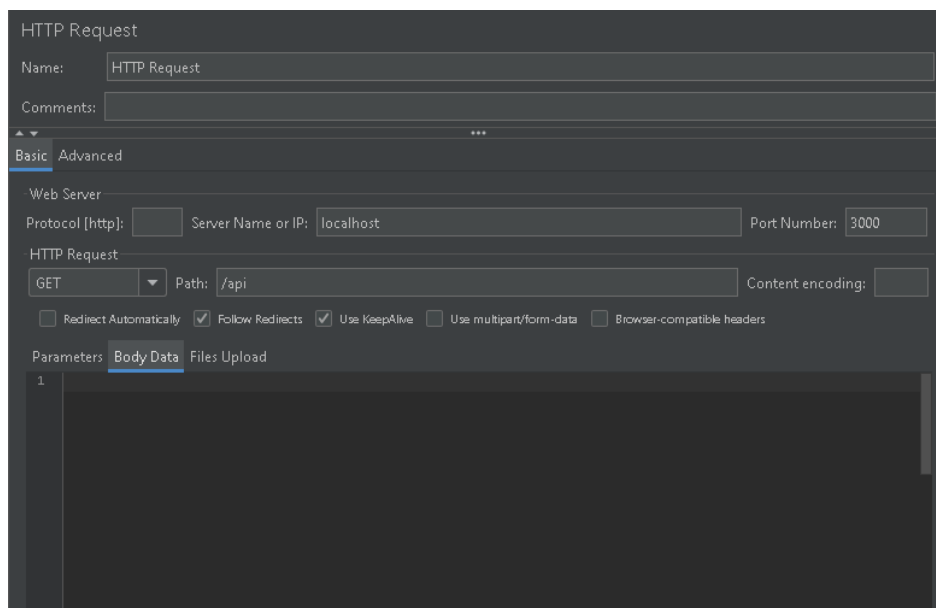 HTTP Request
Name: HTTP Request
Comments:
Basic Advanced
Web Server
Protocol [http]: Server Name or IP: localhost Port Number: 3000
HTTP Request
GET Path: /api Content encoding:
Redirect Automatically Follow Redirects Use KeepAlive Use multipart/form-data Browser-compatible headers
Parameters Body Data Files Upload
1